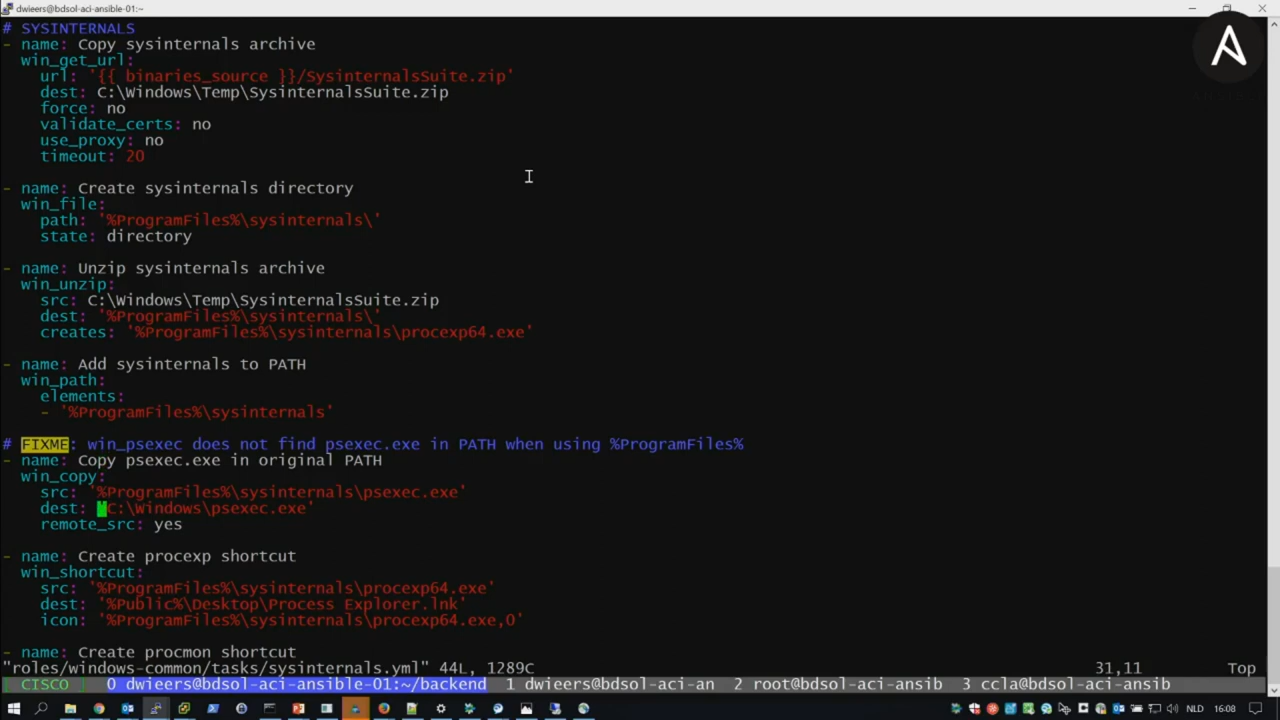 dwieers@bdsol-aci-ansible-01:~
# SYSINTERNALS
- name: Copy sysinternals archive
  win_get_url:
    url: '{{ binaries_source }}/SysinternalsSuite.zip'
    dest: C:\Windows\Temp\SysinternalsSuite.zip
    force: no
    validate_certs: no
    use_proxy: no
    timeout: 20
- name: Create sysinternals directory
  win_file:
    path: '%ProgramFiles%\sysinternals\'
    state: directory
- name: Unzip sysinternals archive
  win_unzip:
    src: C:\Windows\Temp\SysinternalsSuite.zip
    dest: '%ProgramFiles%\sysinternals\'
    creates: '%ProgramFiles%\sysinternals\procexp64.exe'
- name: Add sysinternals to PATH
  win_path:
    elements:
    - '%ProgramFiles%\sysinternals'
# FIXME: win_psexec does not find psexec.exe in PATH when using %ProgramFiles%
- name: Copy psexec.exe in original PATH
  win_copy:
    src: '%ProgramFiles%\sysinternals\psexec.exe'
    dest: 'C:\Windows\psexec.exe'
    remote_src: yes
- name: Create procexp shortcut
  win_shortcut:
    src: '%ProgramFiles%\sysinternals\procexp64.exe'
    dest: '%Public%\Desktop\Process Explorer.lnk'
    icon: '%ProgramFiles%\sysinternals\procexp64.exe,0'
- name: Create procmon shortcut
"roles/windows-common/tasks/sysinternals.yml" 44L, 1289C 31,11 Top
[ CISCO ] 0 dwieers@bdsol-aci-ansible-01:~/backend 1 dwieers@bdsol-aci-an 2 root@bdsol-aci-ansib 3 ccla@bdsol-aci-ansib
NLD 16:08